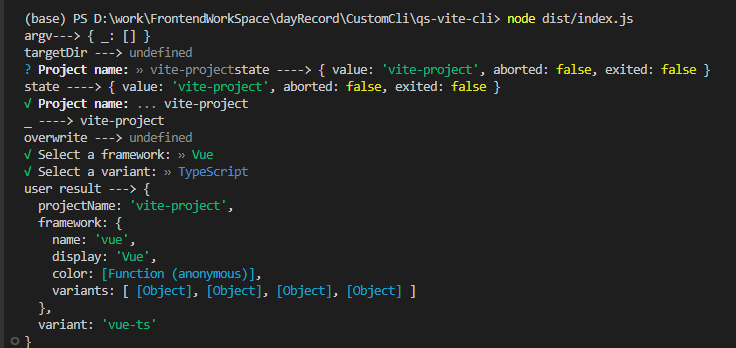 (base) PS D:\work\FrontendWorkSpace\dayRecord\CustomCli\qs-vite-cli> node dist/index.js
argv---> { _: [] }
targetDir ---> undefined
? Project name: » vite-projectstate ----> { value: 'vite-project', aborted: false, exited: false }
state ----> { value: 'vite-project', aborted: false, exited: false }
√ Project name: ... vite-project
_ ----> vite-project
overwrite ---> undefined
√ Select a framework: » Vue
√ Select a variant: » TypeScript
user result ---> {
  projectName: 'vite-project',
  framework: {
    name: 'vue',
    display: 'Vue',
    color: [Function (anonymous)],
    variants: [ [Object], [Object], [Object], [Object] ]
  },
  variant: 'vue-ts'
}